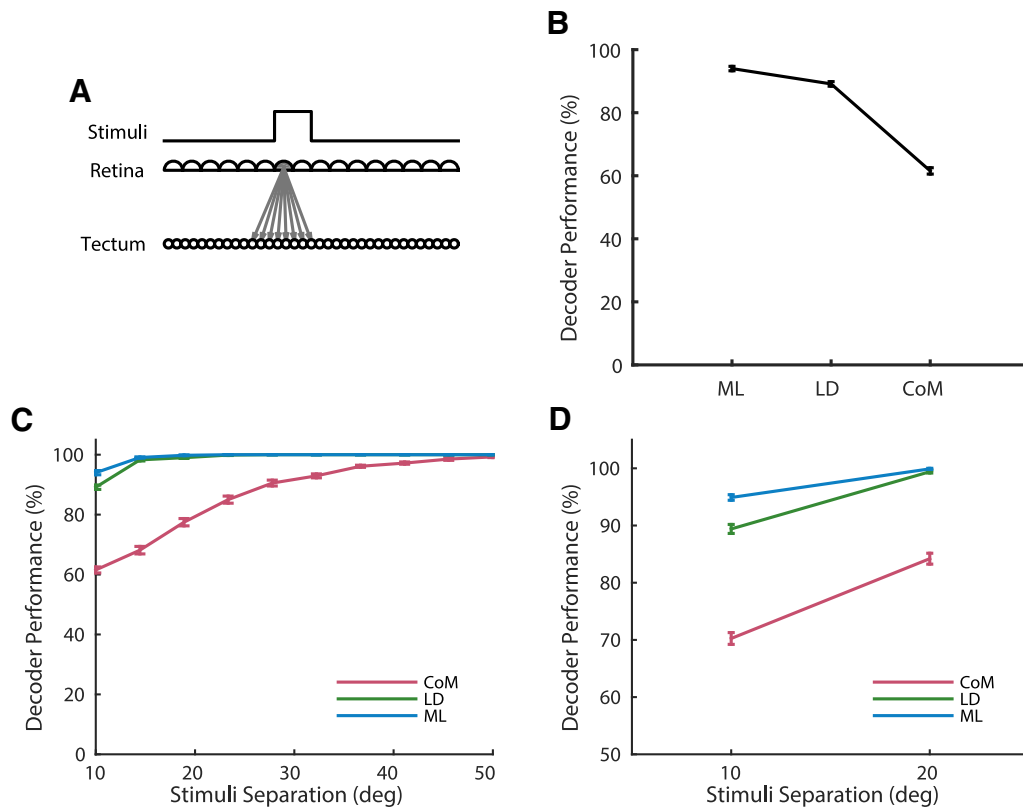 A
Stimuli
Retina
Tectum
B
Decoder Performance (%)
100
80
60
40
20
0
ML
LD
CoM
C
Decoder Performance (%)
100
80
60
40
20
0
10
20
30
40
50
Stimuli Separation (deg)
CoM
LD
ML
D
Decoder Performance (%)
100
90
80
70
60
50
10
20
Stimuli Separation (deg)
CoM
LD
ML